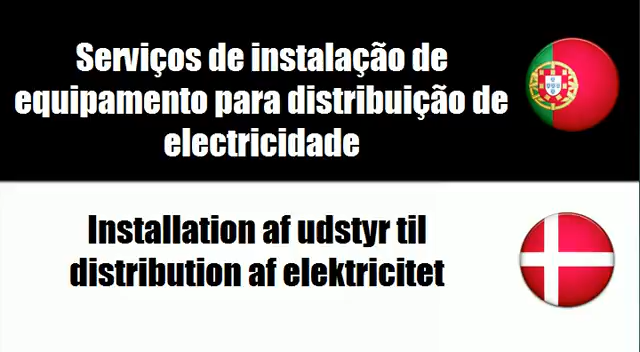 Serviços de instalação de
equipamento para distribuição de
electricidade
Installation af udstyr til
distribution af elektricitet